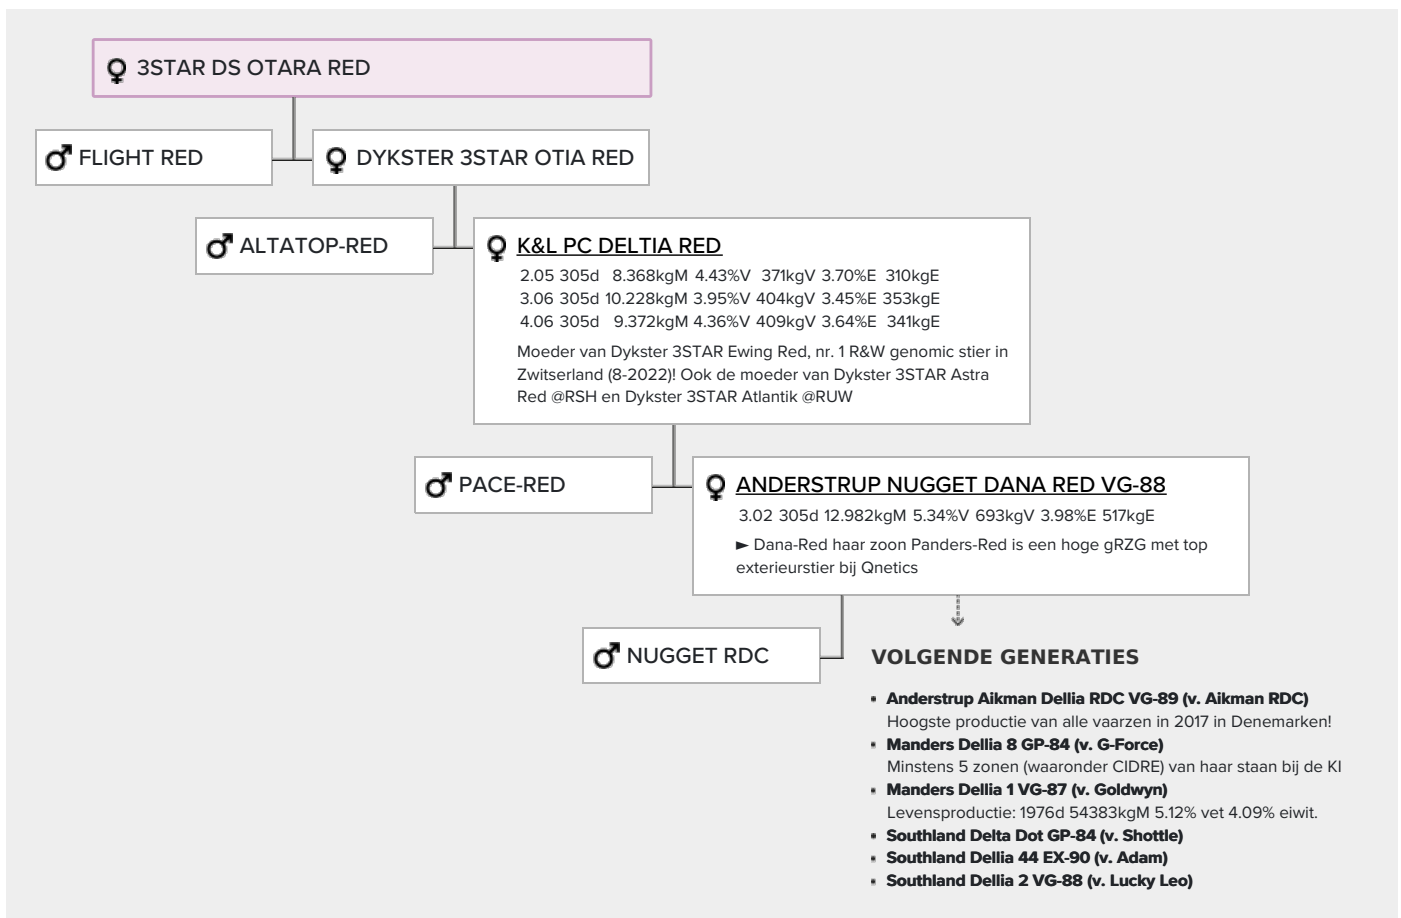 3STAR DS OTARA RED
FLIGHT RED
DYKSTER 3STAR OTIA RED
ALTATOP-RED
K&L PC DELTIA RED
2.05 305d 8.368kgM 4.43%V 371kgV 3.70%E 310kgE
3.06 305d 10.228kgM 3.95%V 404kgV 3.45%E 353kgE
4.06 305d 9.372kgM 4.36%V 409kgV 3.64%E 341kgE
Moeder van Dykster 3STAR Ewing Red, nr. 1 R&W genomic stier in
Zwitserland (8-2022)! Ook de moeder van Dykster 3STAR Astra
Red @RSH en Dykster 3STAR Atlantik @RUW
PACE-RED
ANDERSTRUP NUGGET DANA RED VG-88
3.02 305d 12.982kgM 5.34%V 693kgV 3.98%E 517kgE
► Dana-Red haar zoon Panders-Red is een hoge gRZG met top
exterieurstier bij Qnetics
NUGGET RDC
VOLGENDE GENERATIES
▪ Anderstrup Aikman Dellia RDC VG-89 (v. Aikman RDC)
Hoogste productie van alle vaarzen in 2017 in Denemarken!
▪ Manders Dellia 8 GP-84 (v. G-Force)
Minstens 5 zonen (waaronder CIDRE) van haar staan bij de KI
▪ Manders Dellia 1 VG-87 (v. Goldwyn)
Levensproductie: 1976d 54383kgM 5.12% vet 4.09% eiwit.
▪ Southland Delta Dot GP-84 (v. Shottle)
▪ Southland Dellia 44 EX-90 (v. Adam)
▪ Southland Dellia 2 VG-88 (v. Lucky Leo)